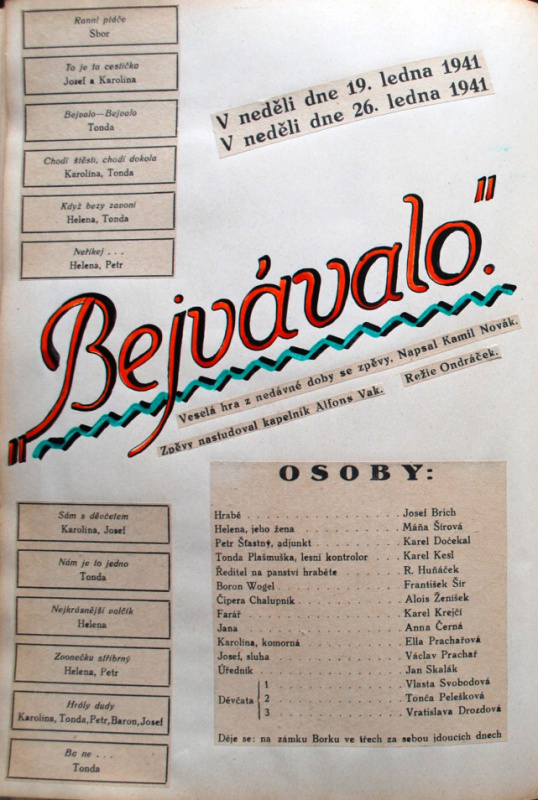 Ranní ptáče
Sbor
To je ta cestička
Josef a Karolina
Bejvalo—Bejvalo
Tonda
Chodí štěstí, chodí dokola
Karolina, Tonda
Když bezy zavoní
Helena, Tonda
Neříkej . . .
Helena, Petr
V neděli dne 19. ledna 1941
V neděli dne 26. ledna 1941
„Bejvávalo."
Veselá hra z nedávné doby se zpěvy. Napsal Kamil Novák.
Zpěvy nastudoval kapelník Alfons Vak.
Režie Ondráček.
Sám s děvčetem
Karolina, Josef
Nám je to jedno
Tonda
Nejkrásnější valčík
Helena
Zvonečku stříbrný
Helena, Petr
Hrály dudy
Karolina, Tonda, Petr, Baron, Josef
Ba ne . . .
Tonda
OSOBY:
Hrabě . . . Josef Brich
Helena, jeho žena . . . Máňa Šírová
Petr Šťastný, adjunkt . . . Karel Dočekal
Tonda Plašmuška, lesní kontrolor . . . Karel Kesl
Ředitel na panství hraběte . . . R. Huňáček
Boron Wogel . . . František Šír
Čipera Chalupník . . . Alois Ženíšek
Farář . . . Karel Krejčí
Jana . . . Anna Černá
Karolina, komorná . . . Ella Prachařová
Josef, sluha . . . Václav Prachař
Úředník . . . Jan Skalák
Děvčata
1 . . . Vlasta Svobodová
2 . . . Tonča Pelešková
3 . . . Vratislava Drozdová
Děje se: na zámku Borku ve třech za sebou jdoucích dnech